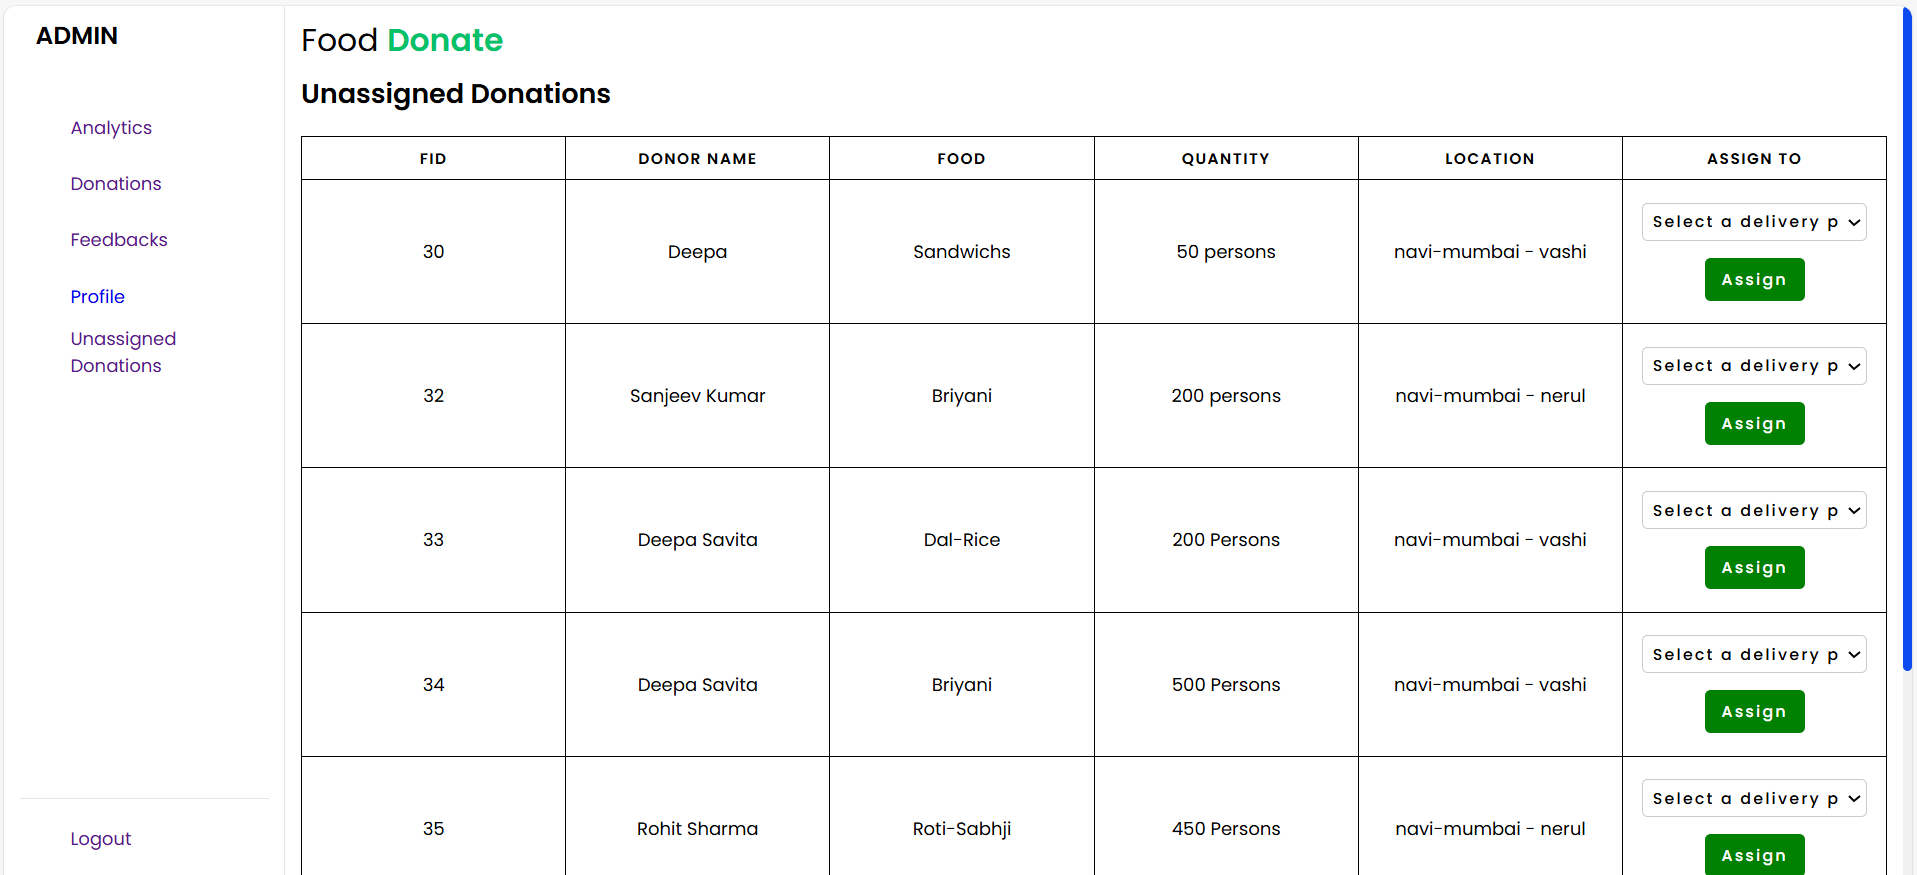 ADMIN
Analytics
Donations
Feedbacks
Profile
Unassigned
Donations
Logout
Food Donate
Unassigned Donations
FID DONOR NAME FOOD QUANTITY LOCATION ASSIGN TO
30 Deepa Sandwichs 50 persons navi-mumbai - vashi Select a delivery p
Assign
32 Sanjeev Kumar Briyani 200 persons navi-mumbai - nerul Select a delivery p
Assign
33 Deepa Savita Dal-Rice 200 Persons navi-mumbai - vashi Select a delivery p
Assign
34 Deepa Savita Briyani 500 Persons navi-mumbai - vashi Select a delivery p
Assign
35 Rohit Sharma Roti-Sabhji 450 Persons navi-mumbai - nerul Select a delivery p
Assign